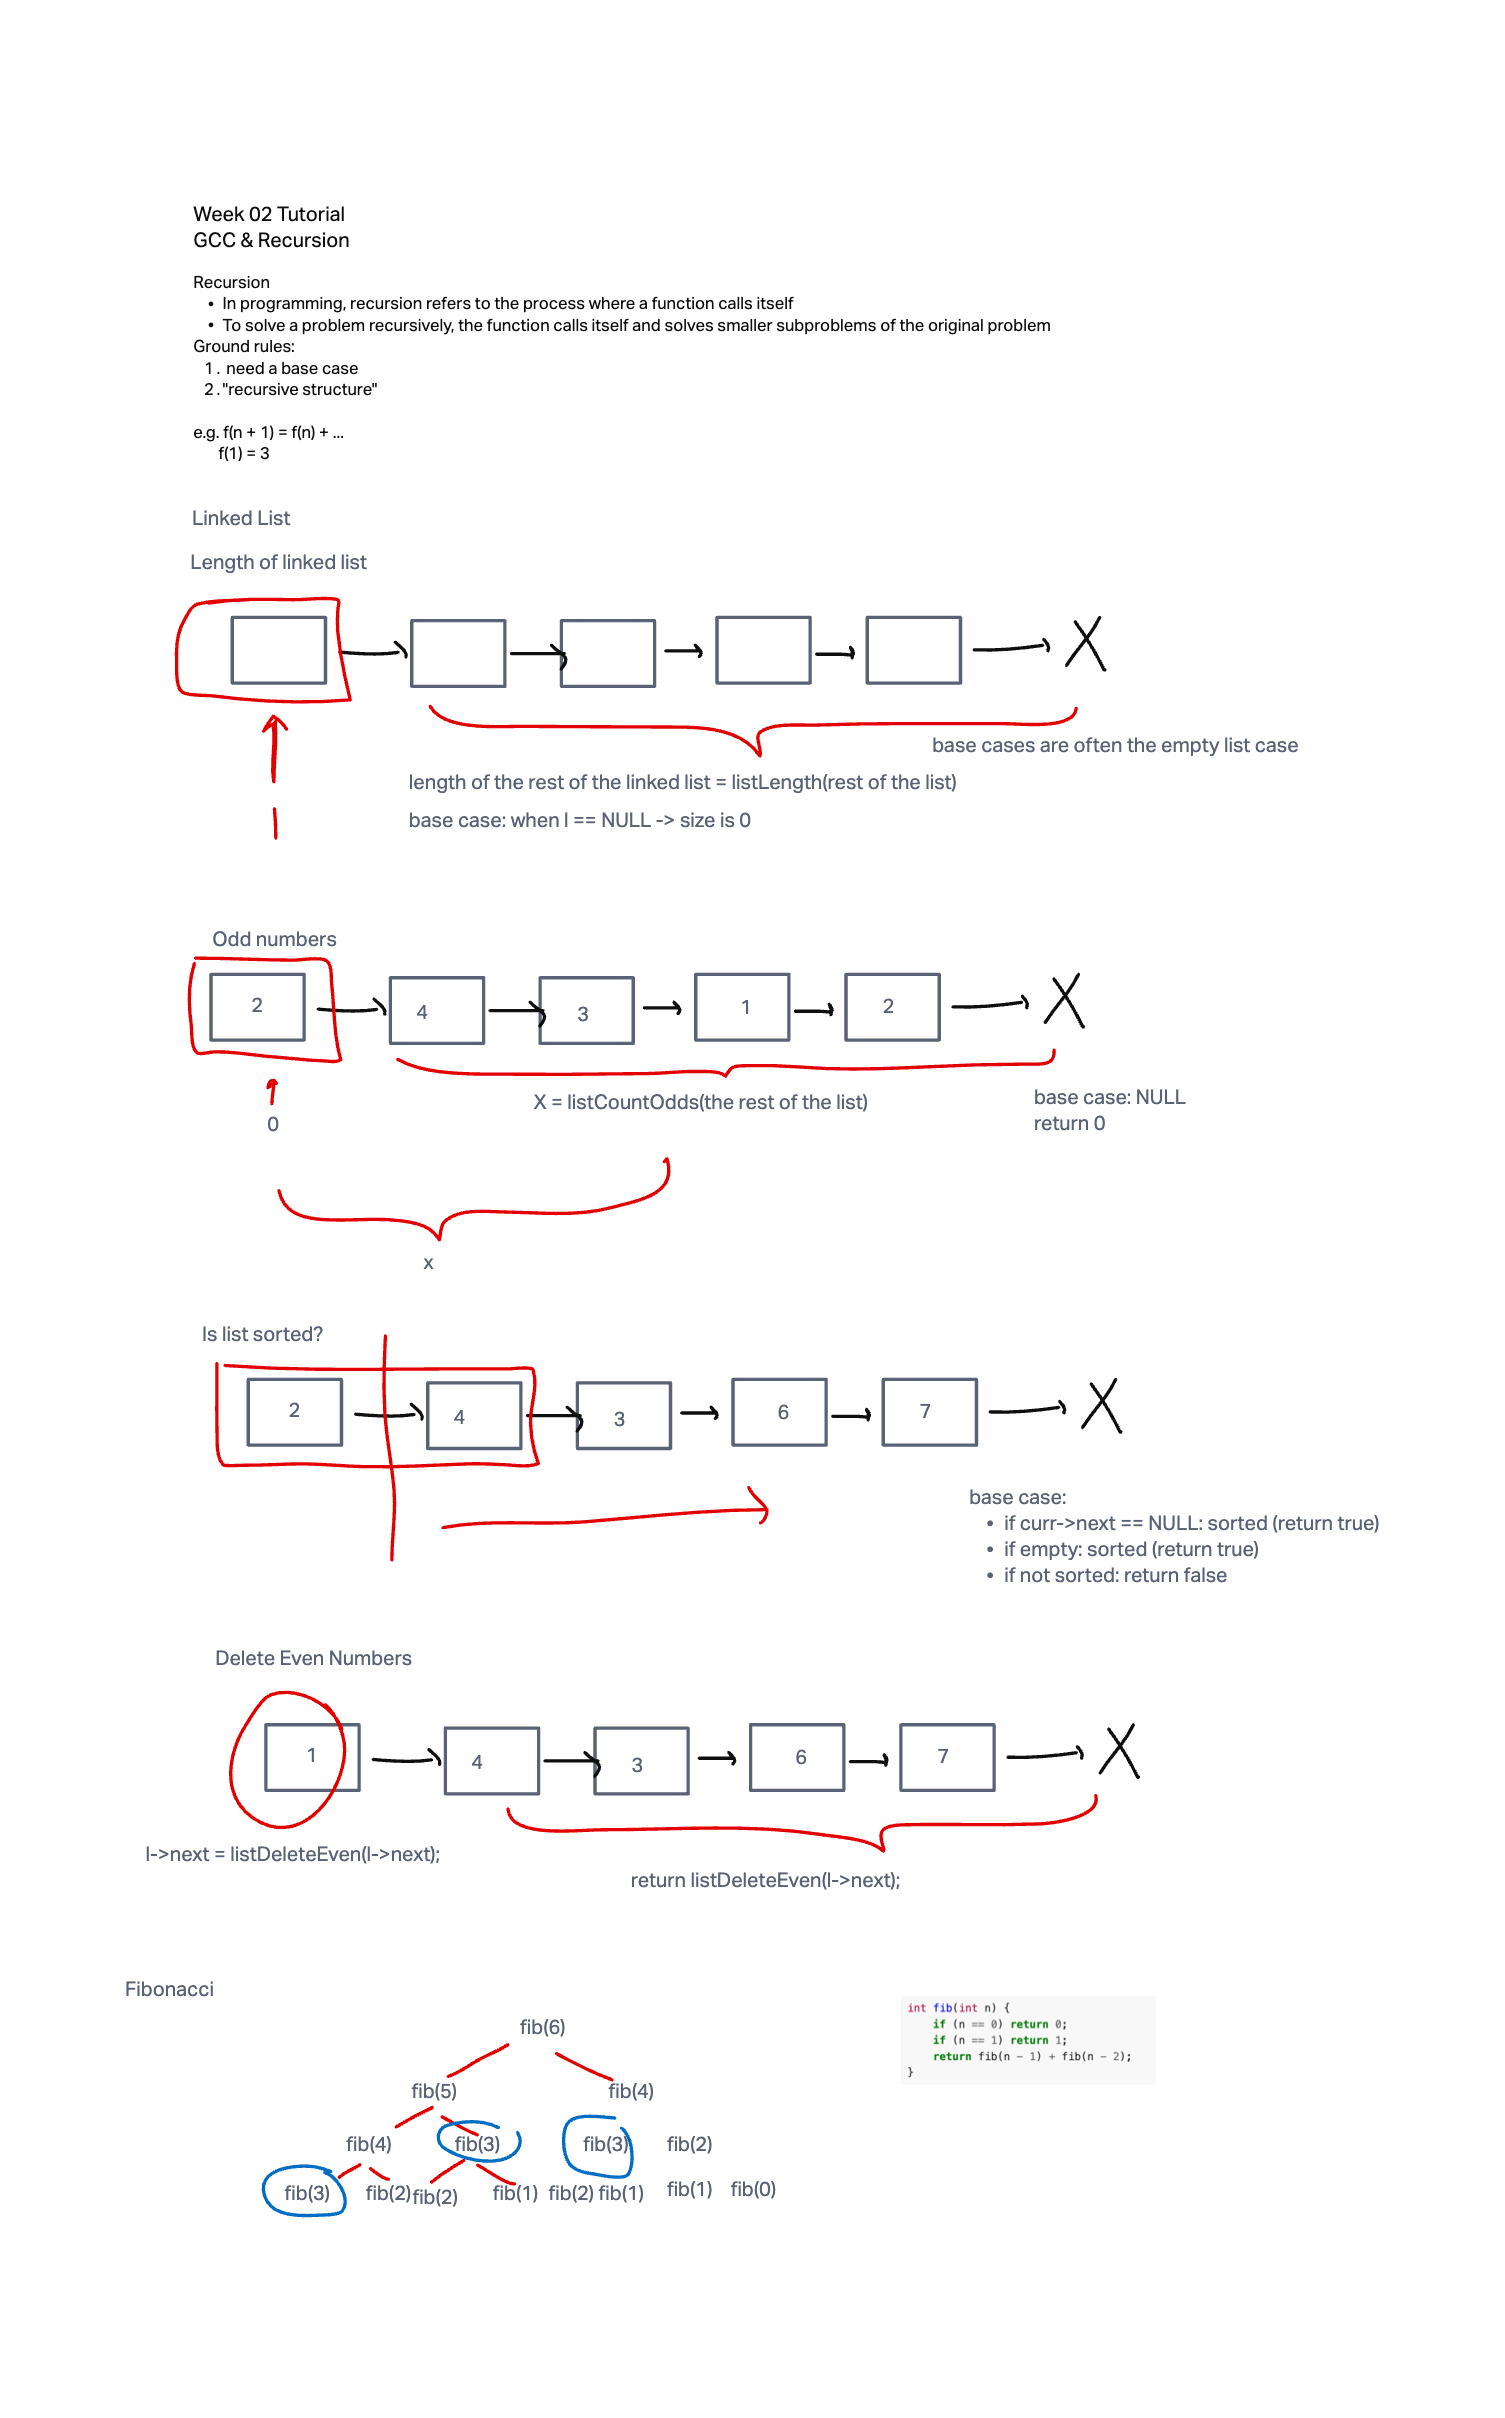 Week 02 Tutorial
GCC & Recursion
Recursion
• In programming, recursion refers to the process where a function calls itself
• To solve a problem recursively, the function calls itself and solves smaller subproblems of the original problem
Ground rules:
1. need a base case
2. "recursive structure"
e.g. f(n + 1) = f(n) + ...
f(1) = 3
Linked List
Length of linked list
X
base cases are often the empty list case
length of the rest of the linked list = listLength(rest of the list)
base case: when l == NULL -> size is 0
Odd numbers
2 4 3 1 2 X
X = listCountOdds(the rest of the list)
base case: NULL
return 0
0
x
Is list sorted?
2 4 3 6 7 X
base case:
• if curr->next == NULL: sorted (return true)
• if empty: sorted (return true)
• if not sorted: return false
Delete Even Numbers
1 4 3 6 7 X
l->next = listDeleteEven(l->next);
return listDeleteEven(l->next);
Fibonacci
fib(6)
fib(5) fib(4)
fib(4) fib(3) fib(3) fib(2)
fib(3) fib(2) fib(2) fib(1) fib(2) fib(1) fib(1) fib(0)
int fib(int n) {
if (n == 0) return 0;
if (n == 1) return 1;
return fib(n - 1) + fib(n - 2);
}